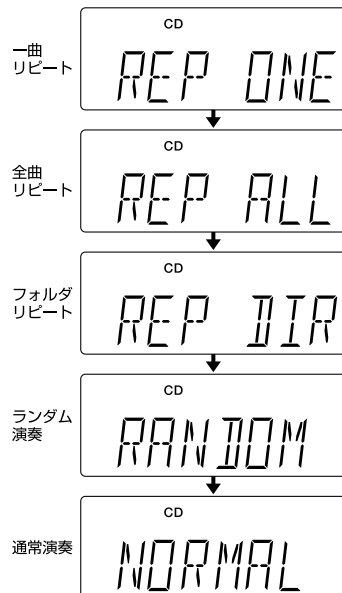 一曲
リピート
CD
REP ONE
全曲
リピート
CD
REP ALL
フォルダ
リピート
CD
REP DIR
ランダム
演奏
CD
RANDOM
通常演奏
CD
NORMAL